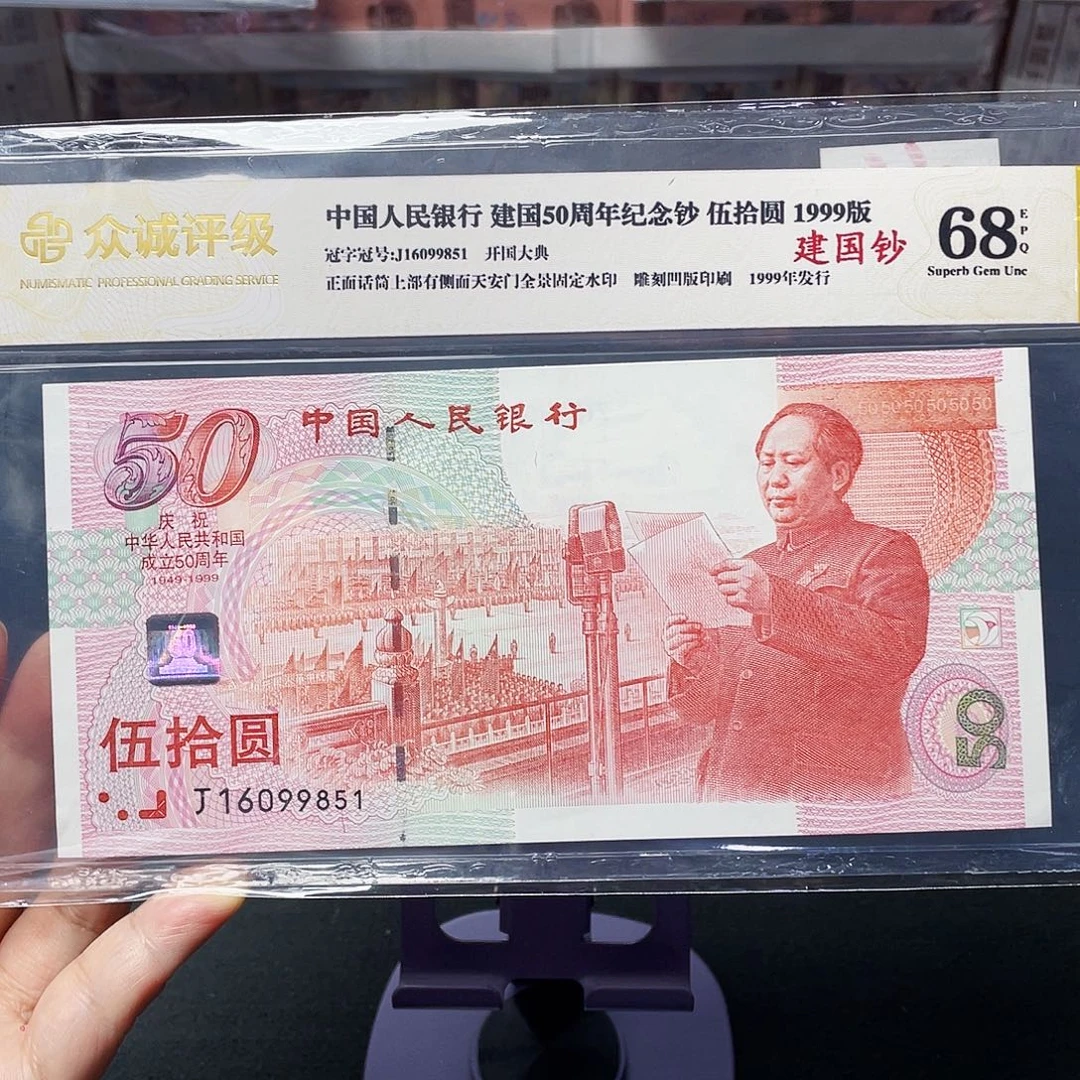 众诚评级
NUMISMATIC PROFESSIONAL GRADING SERVICE
中国人民银行 建国50周年纪念钞 伍拾圆 1999版
冠字冠号:J16099851 开国大典
建国钞
正面话筒上部有侧面天安门全景固定水印 雕刻凹版印刷 1999年发行
68
EPQ
Superb Gem Unc
50
中国人民银行
庆祝
中华人民共和国
成立50周年
1949-1999
505050505050
伍拾圆
J16099851
50